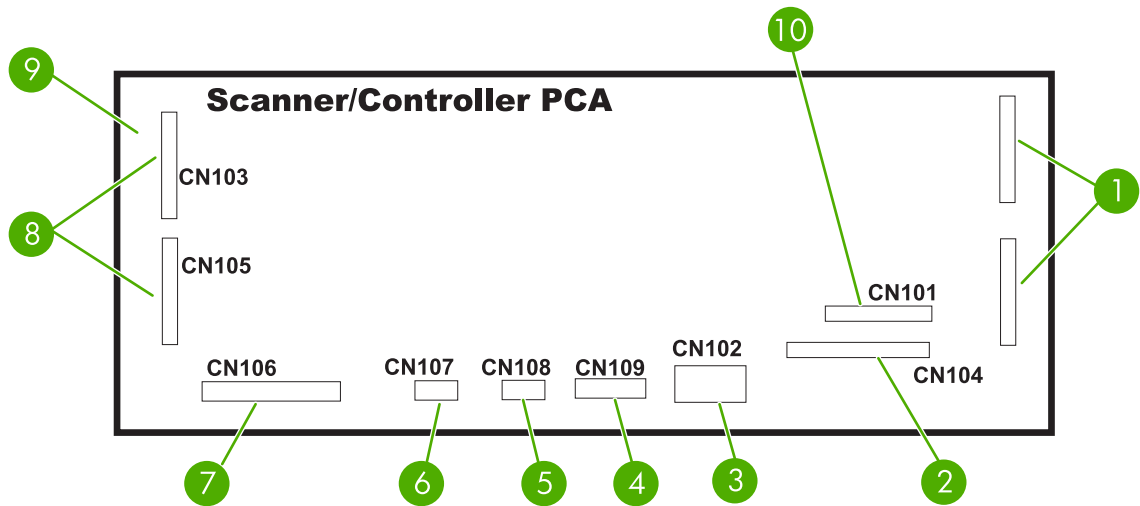 10
9
Scanner/Controller PCA
CN103
1
8
CN105
CN101
CN102
CN106
CN107
CN108
CN109
CN104
7
6
5
4
3
2